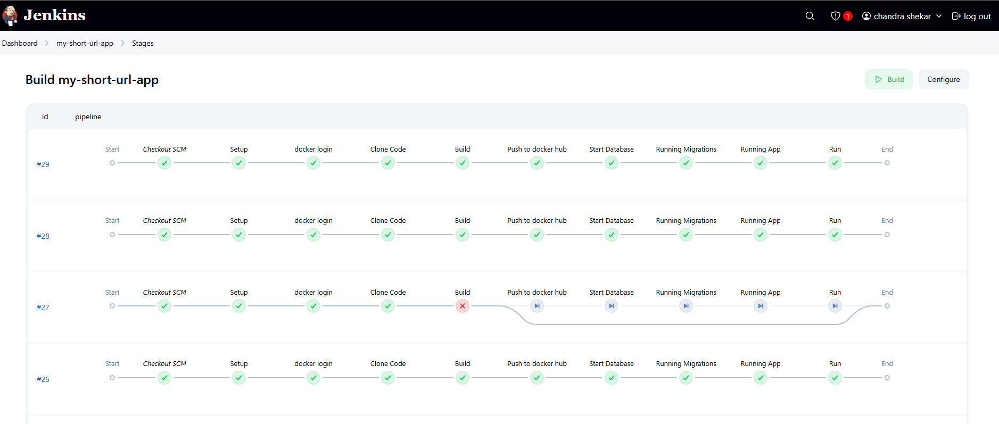 Jenkins
1
chandra shekar
log out
Dashboard
my-short-url-app
Stages
Build my-short-url-app
Build
Configure
id pipeline
Start Checkout SCM Setup docker login Clone Code Build Push to docker hub Start Database Running Migrations Running App Run End
#29
Start Checkout SCM Setup docker login Clone Code Build Push to docker hub Start Database Running Migrations Running App Run End
#28
Start Checkout SCM Setup docker login Clone Code Build Push to docker hub Start Database Running Migrations Running App Run End
#27
Start Checkout SCM Setup docker login Clone Code Build Push to docker hub Start Database Running Migrations Running App Run End
#26